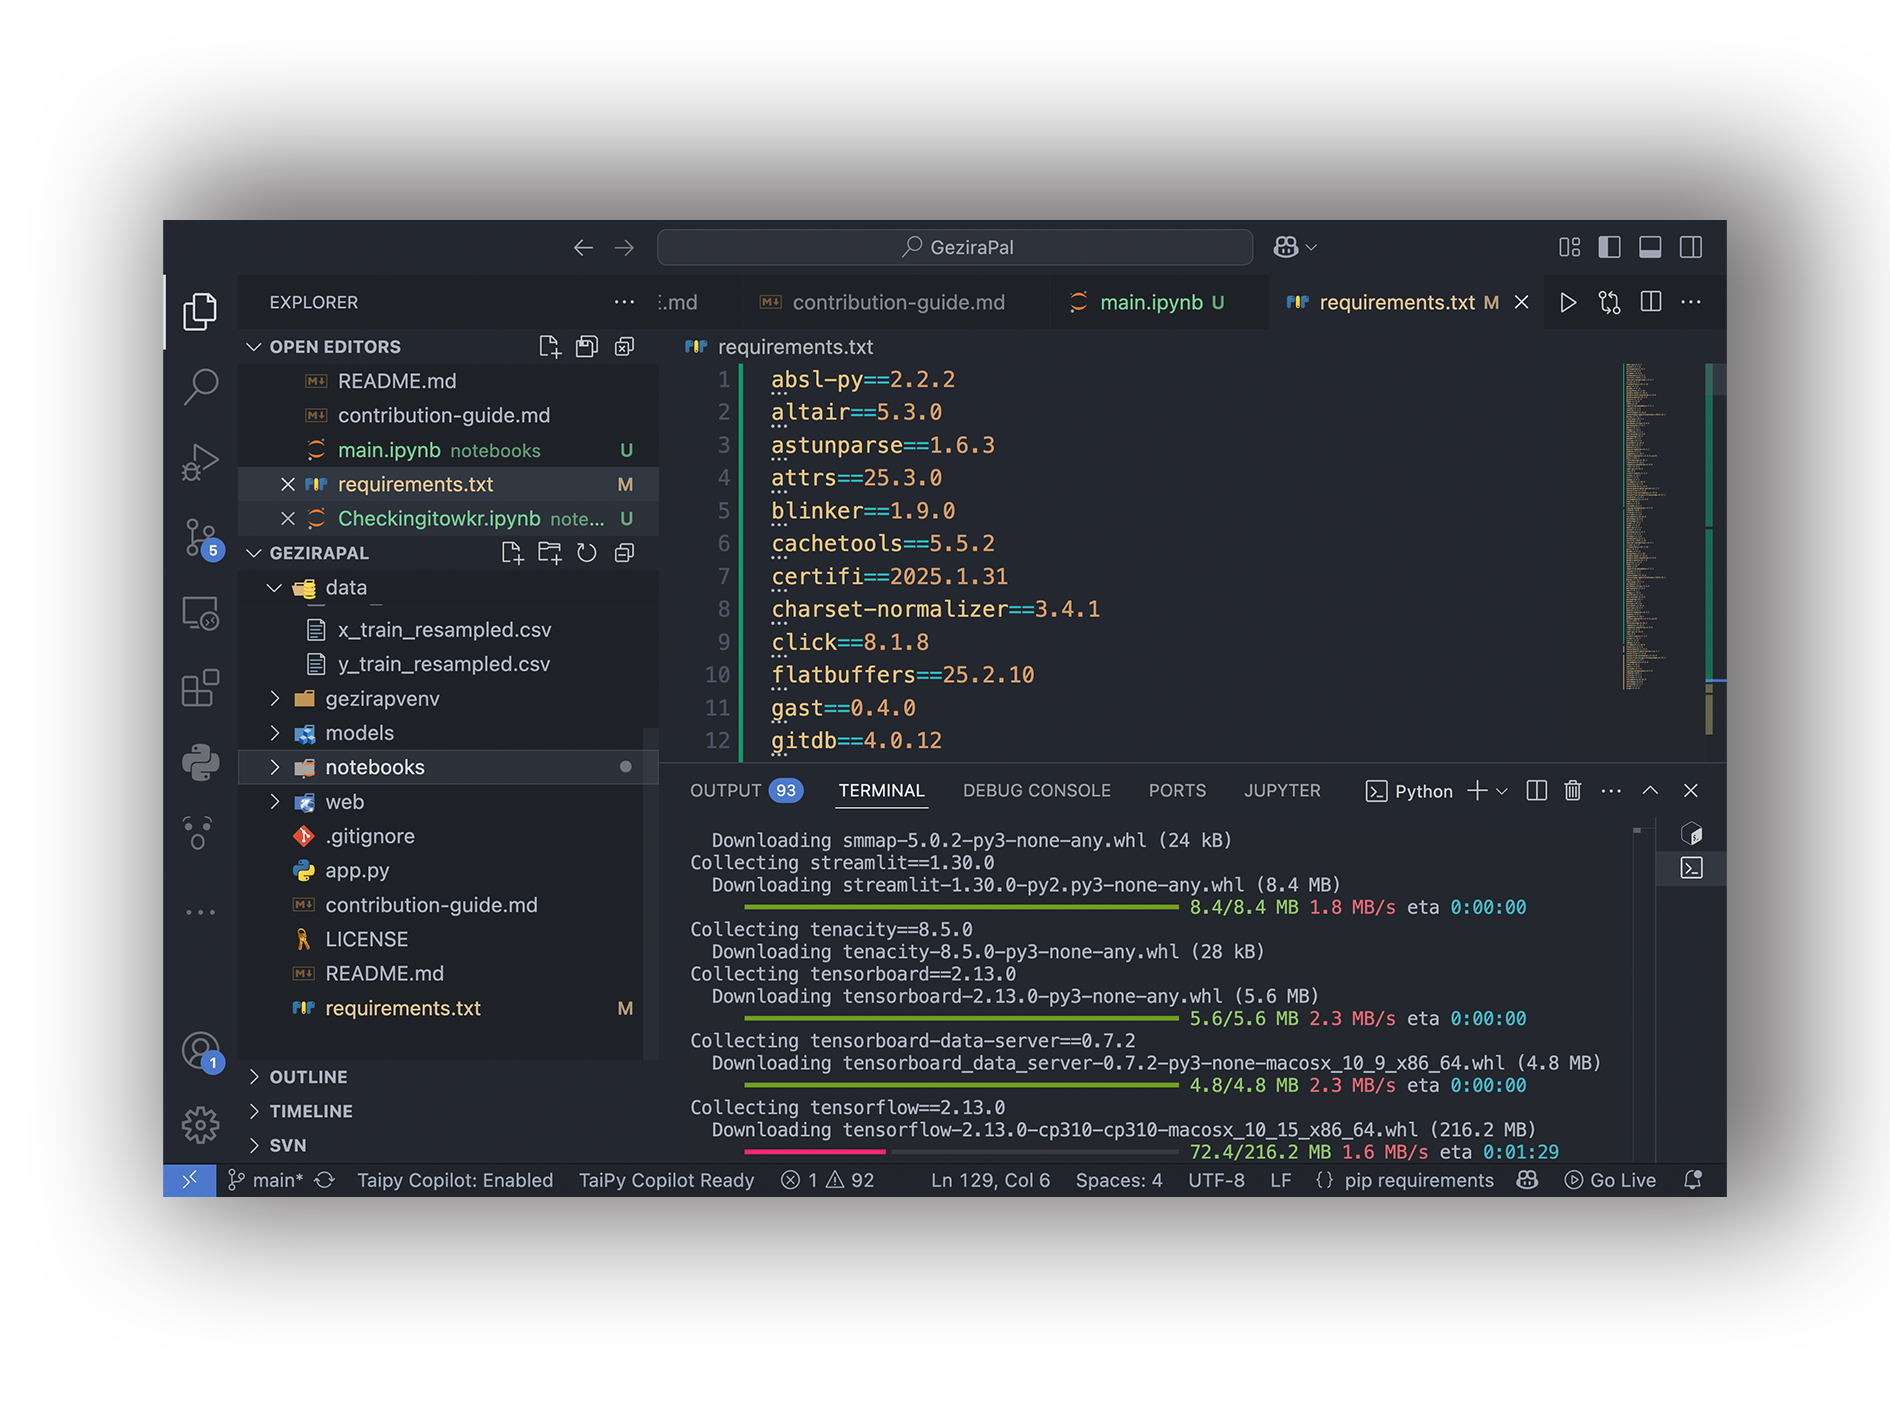 GeziraPal
EXPLORER
.md
contribution-guide.md
main.ipynb U
requirements.txt M
OPEN EDITORS
README.md
contribution-guide.md
main.ipynb notebooks U
requirements.txt M
Checkingitowkr.ipynb note... U
GEZIRAPAL
data
x_train_resampled.csv
y_train_resampled.csv
gezirapvenv
models
notebooks
web
.gitignore
app.py
contribution-guide.md
LICENSE
README.md
requirements.txt M
OUTLINE
TIMELINE
SVN
5
1
requirements.txt
1 absl-py==2.2.2
2 altair==5.3.0
3 astunparse==1.6.3
4 attrs==25.3.0
5 blinker==1.9.0
6 cachetools==5.5.2
7 certifi==2025.1.31
8 charset-normalizer==3.4.1
9 click==8.1.8
10 flatbuffers==25.2.10
11 gast==0.4.0
12 gitdb==4.0.12
OUTPUT 93 TERMINAL DEBUG CONSOLE PORTS JUPYTER Python
Downloading smmap-5.0.2-py3-none-any.whl (24 kB)
Collecting streamlit==1.30.0
Downloading streamlit-1.30.0-py2.py3-none-any.whl (8.4 MB)
8.4/8.4 MB 1.8 MB/s eta 0:00:00
Collecting tenacity==8.5.0
Downloading tenacity-8.5.0-py3-none-any.whl (28 kB)
Collecting tensorboard==2.13.0
Downloading tensorboard-2.13.0-py3-none-any.whl (5.6 MB)
5.6/5.6 MB 2.3 MB/s eta 0:00:00
Collecting tensorboard-data-server==0.7.2
Downloading tensorboard_data_server-0.7.2-py3-none-macosx_10_9_x86_64.whl (4.8 MB)
4.8/4.8 MB 2.3 MB/s eta 0:00:00
Collecting tensorflow==2.13.0
Downloading tensorflow-2.13.0-cp310-cp310-macosx_10_15_x86_64.whl (216.2 MB)
72.4/216.2 MB 1.6 MB/s eta 0:01:29
main* Taipy Copilot: Enabled TaiPy Copilot Ready 1 92 Ln 129, Col 6 Spaces: 4 UTF-8 LF {} pip requirements Go Live